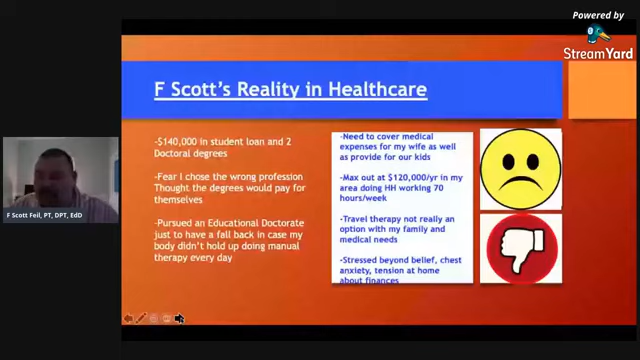 Powered by
StreamYard
F Scott's Reality in Healthcare
-$140,000 in student loan and 2
Doctoral degrees
-Fear I chose the wrong profession
Thought the degrees would pay for
themselves
-Pursued an Educational Doctorate
just to have a fall back in case my
body didn't hold up doing manual
therapy every day
-Need to cover medical
expenses for my wife as well
as provide for our kids
-Max out at $120,000/yr in my
area doing HH working 70
hours/week
-Travel therapy not really an
option with my family and
medical needs
-Stressed beyond belief, chest
anxiety, tension at home
about finances
F Scott Feil, PT, DPT, EdD